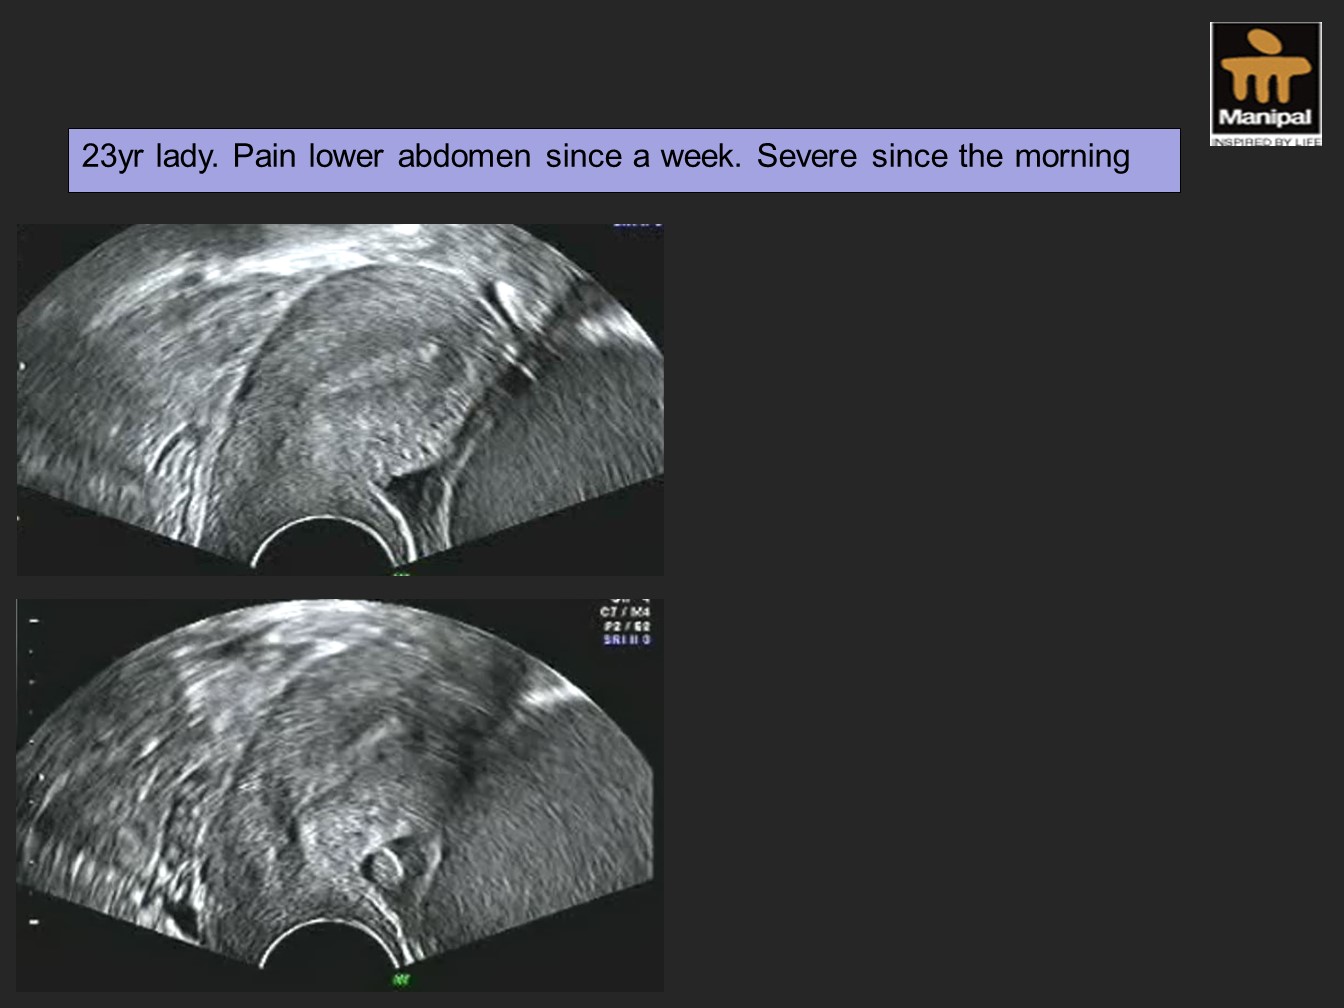 Manipal
INSPIRED BY LIFE
23yr lady. Pain lower abdomen since a week. Severe since the morning
C7 / M4
P2 / E2
SRI II 3